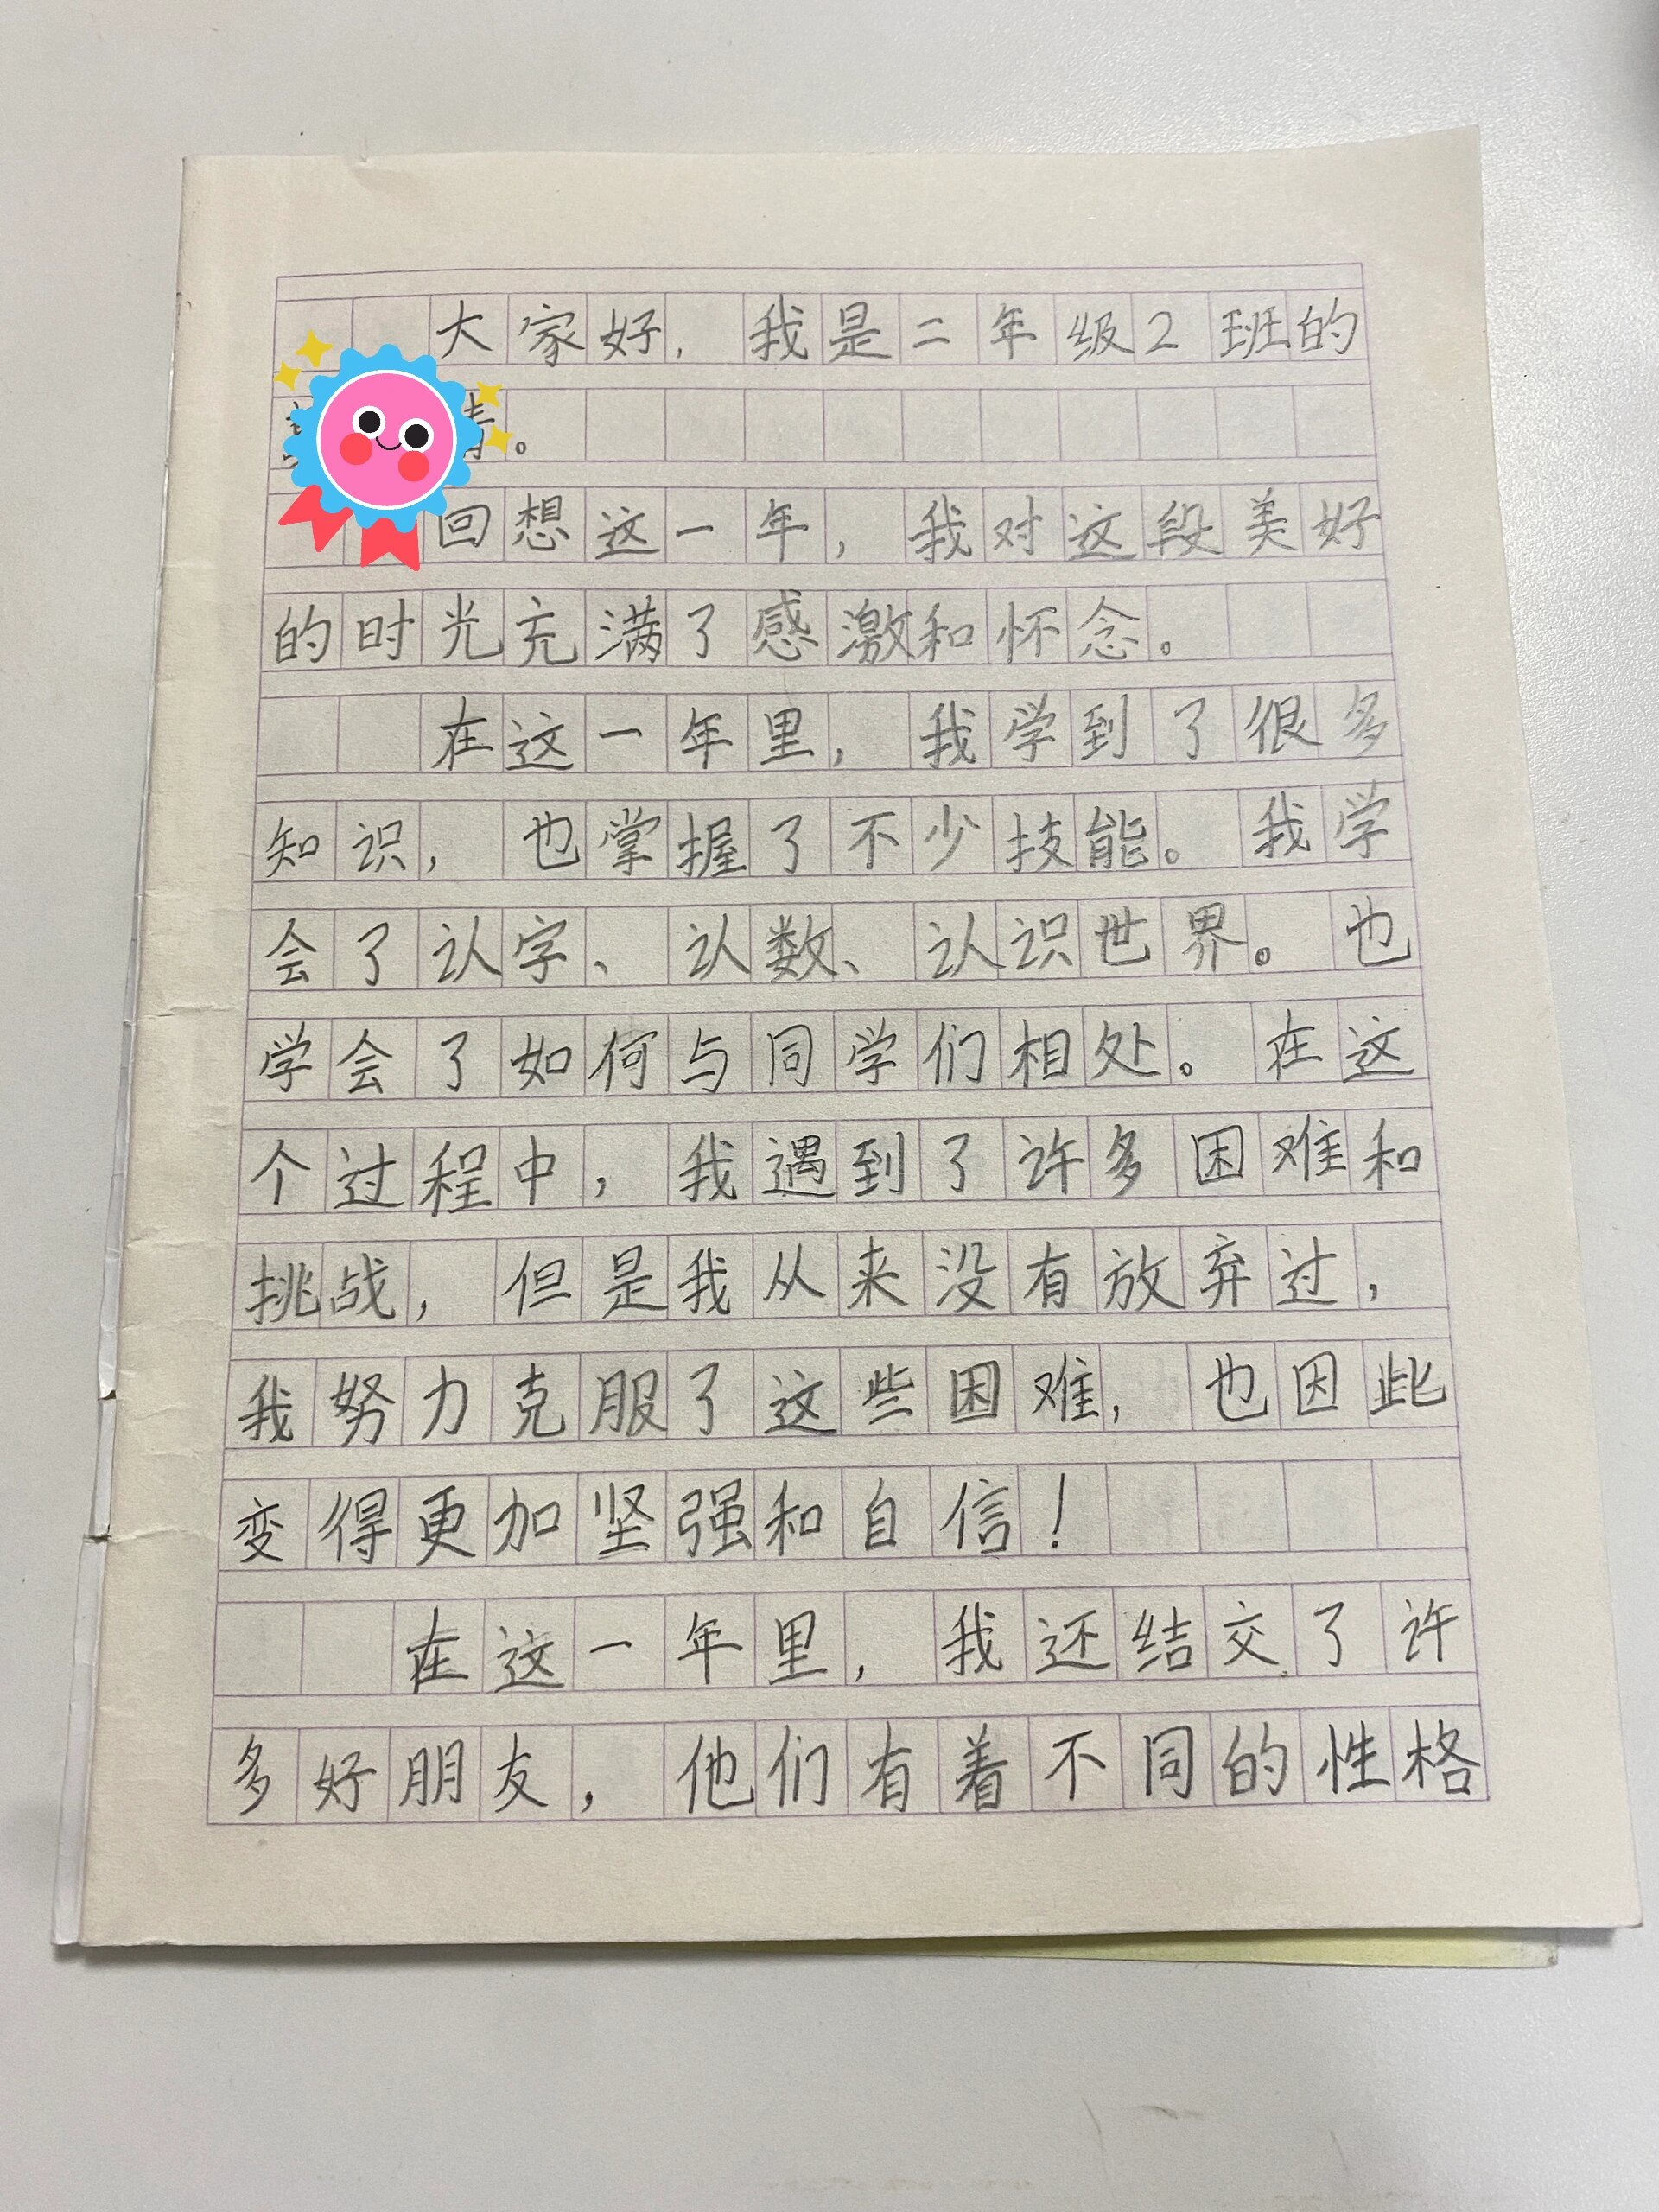 大家好，我是二年级2班的
。
回想这一年，我对这段美好
的时光充满了感激和怀念。
在这一年里，我学到了很多
知识，也掌握了不少技能。我学
会了认字、认数、认识世界。也
学会了如何与同学们相处。在这
个过程中，我遇到了许多困难和
挑战，但是我从来没有放弃过，
我努力克服了这些困难，也因此
变得更加坚强和自信！
在这一年里，我还结交了许
多好朋友，他们有着不同的性格